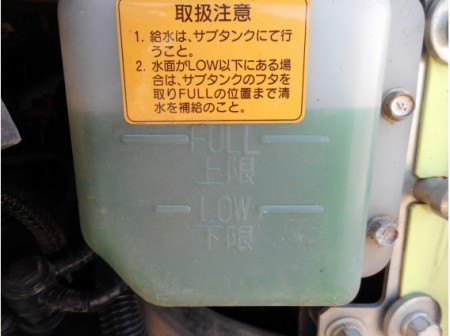 取扱注意
1. 給水は、サブタンクにて行
うこと。
2. 水面がLOW以下にある場
合は、サブタンクのフタを
取りFULLの位置まで清
水を補給のこと。
FULL
上限
LOW
下限